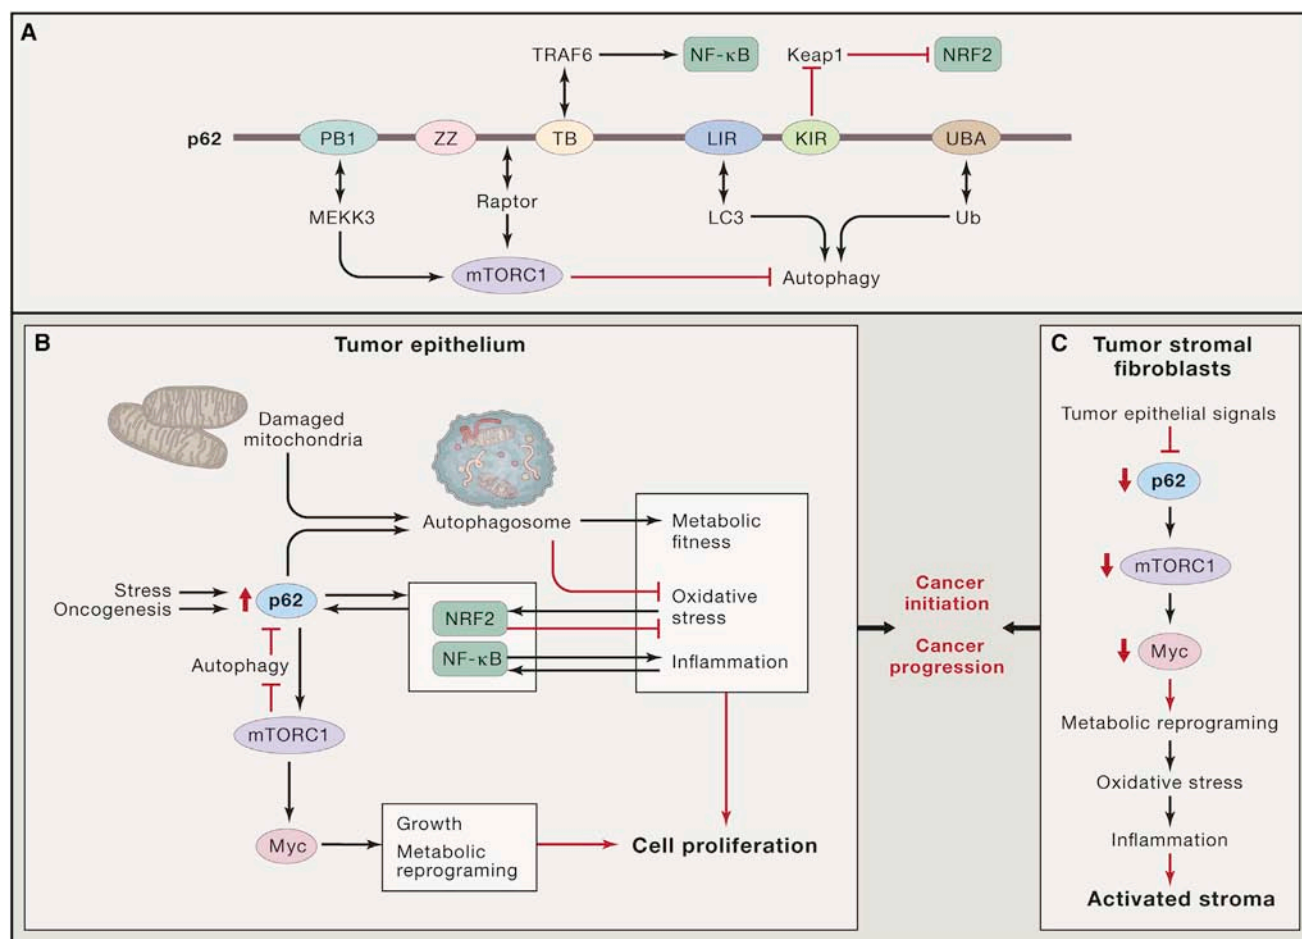 A
TRAF6
NF-κB
Keap1
NRF2
p62
PB1
ZZ
TB
LIR
KIR
UBA
MEKK3
Raptor
LC3
Ub
mTORC1
Autophagy
B
Tumor epithelium
Damaged
mitochondria
Autophagosome
Metabolic
fitness
Stress
Oncogenesis
p62
NRF2
NF-κB
Oxidative
stress
Inflammation
Autophagy
mTORC1
Myc
Growth
Metabolic
reprograming
Cell proliferation
Cancer
initiation
Cancer
progression
C
Tumor stromal
fibroblasts
Tumor epithelial signals
p62
mTORC1
Myc
Metabolic reprograming
Oxidative stress
Inflammation
Activated stroma